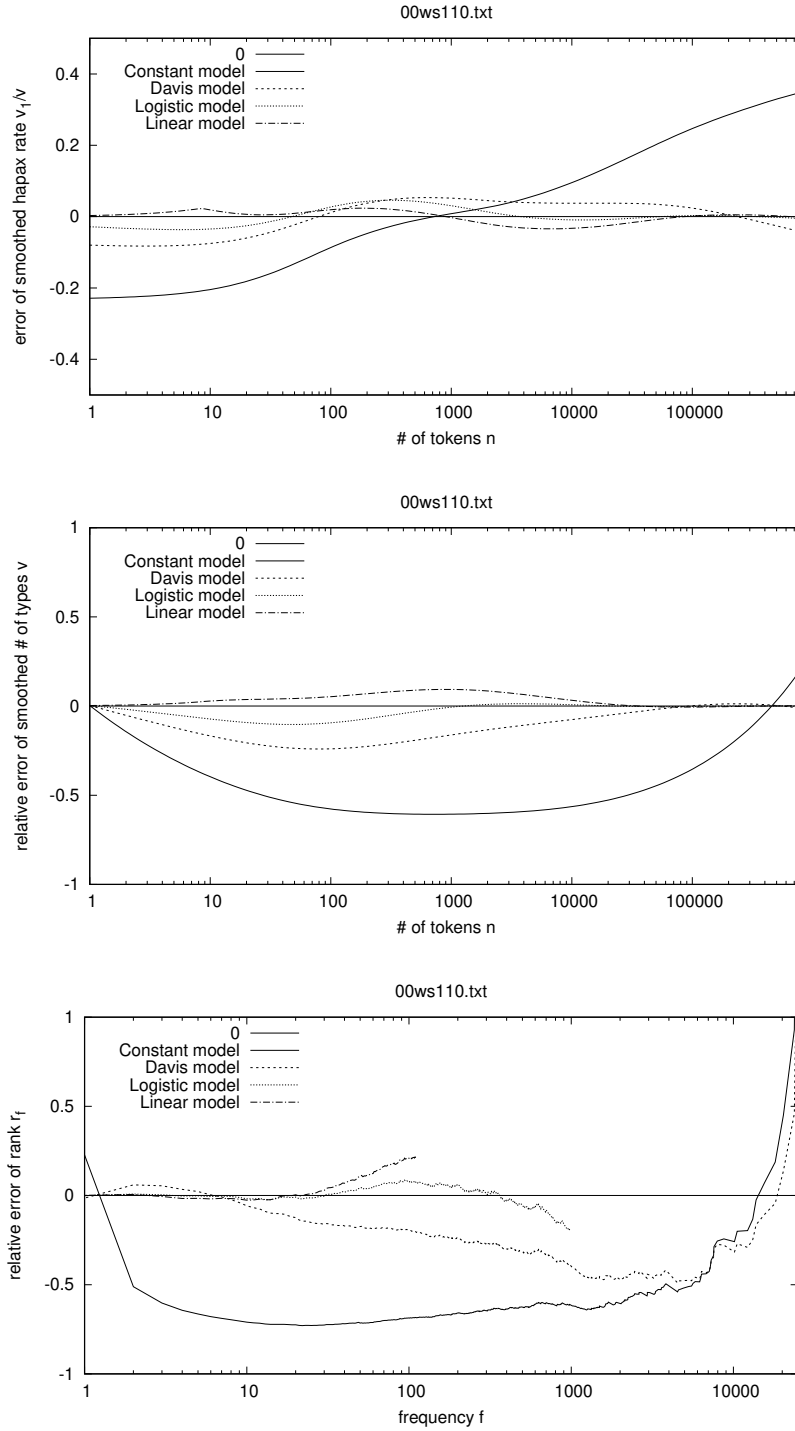 00ws110.txt
0
Constant model
Davis model
Logistic model
Linear model
0.4
0.2
0
-0.2
-0.4
1
10
100
1000
10000
100000
error of smoothed hapax rate v1/v
# of tokens n
00ws110.txt
0
Constant model
Davis model
Logistic model
Linear model
1
0.5
0
-0.5
-1
1
10
100
1000
10000
100000
relative error of smoothed # of types v
# of tokens n
00ws110.txt
0
Constant model
Davis model
Logistic model
Linear model
1
0.5
0
-0.5
-1
1
10
100
1000
10000
relative error of rank rf
frequency f